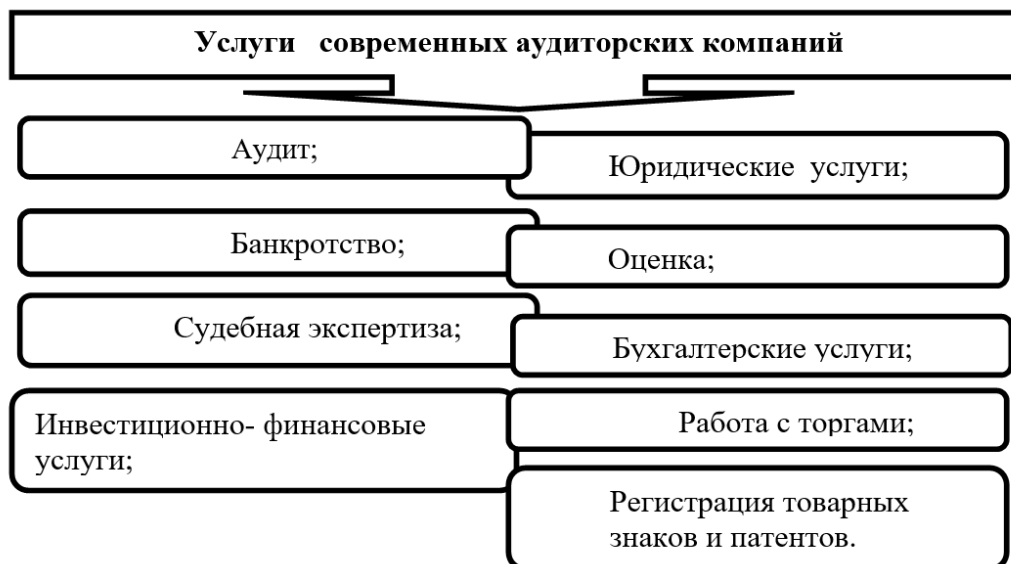 Услуги современных аудиторских компаний
Аудит;
Юридические услуги;
Банкротство;
Оценка;
Судебная экспертиза;
Бухгалтерские услуги;
Инвестиционно- финансовые
услуги;
Работа с торгами;
Регистрация товарных
знаков и патентов.